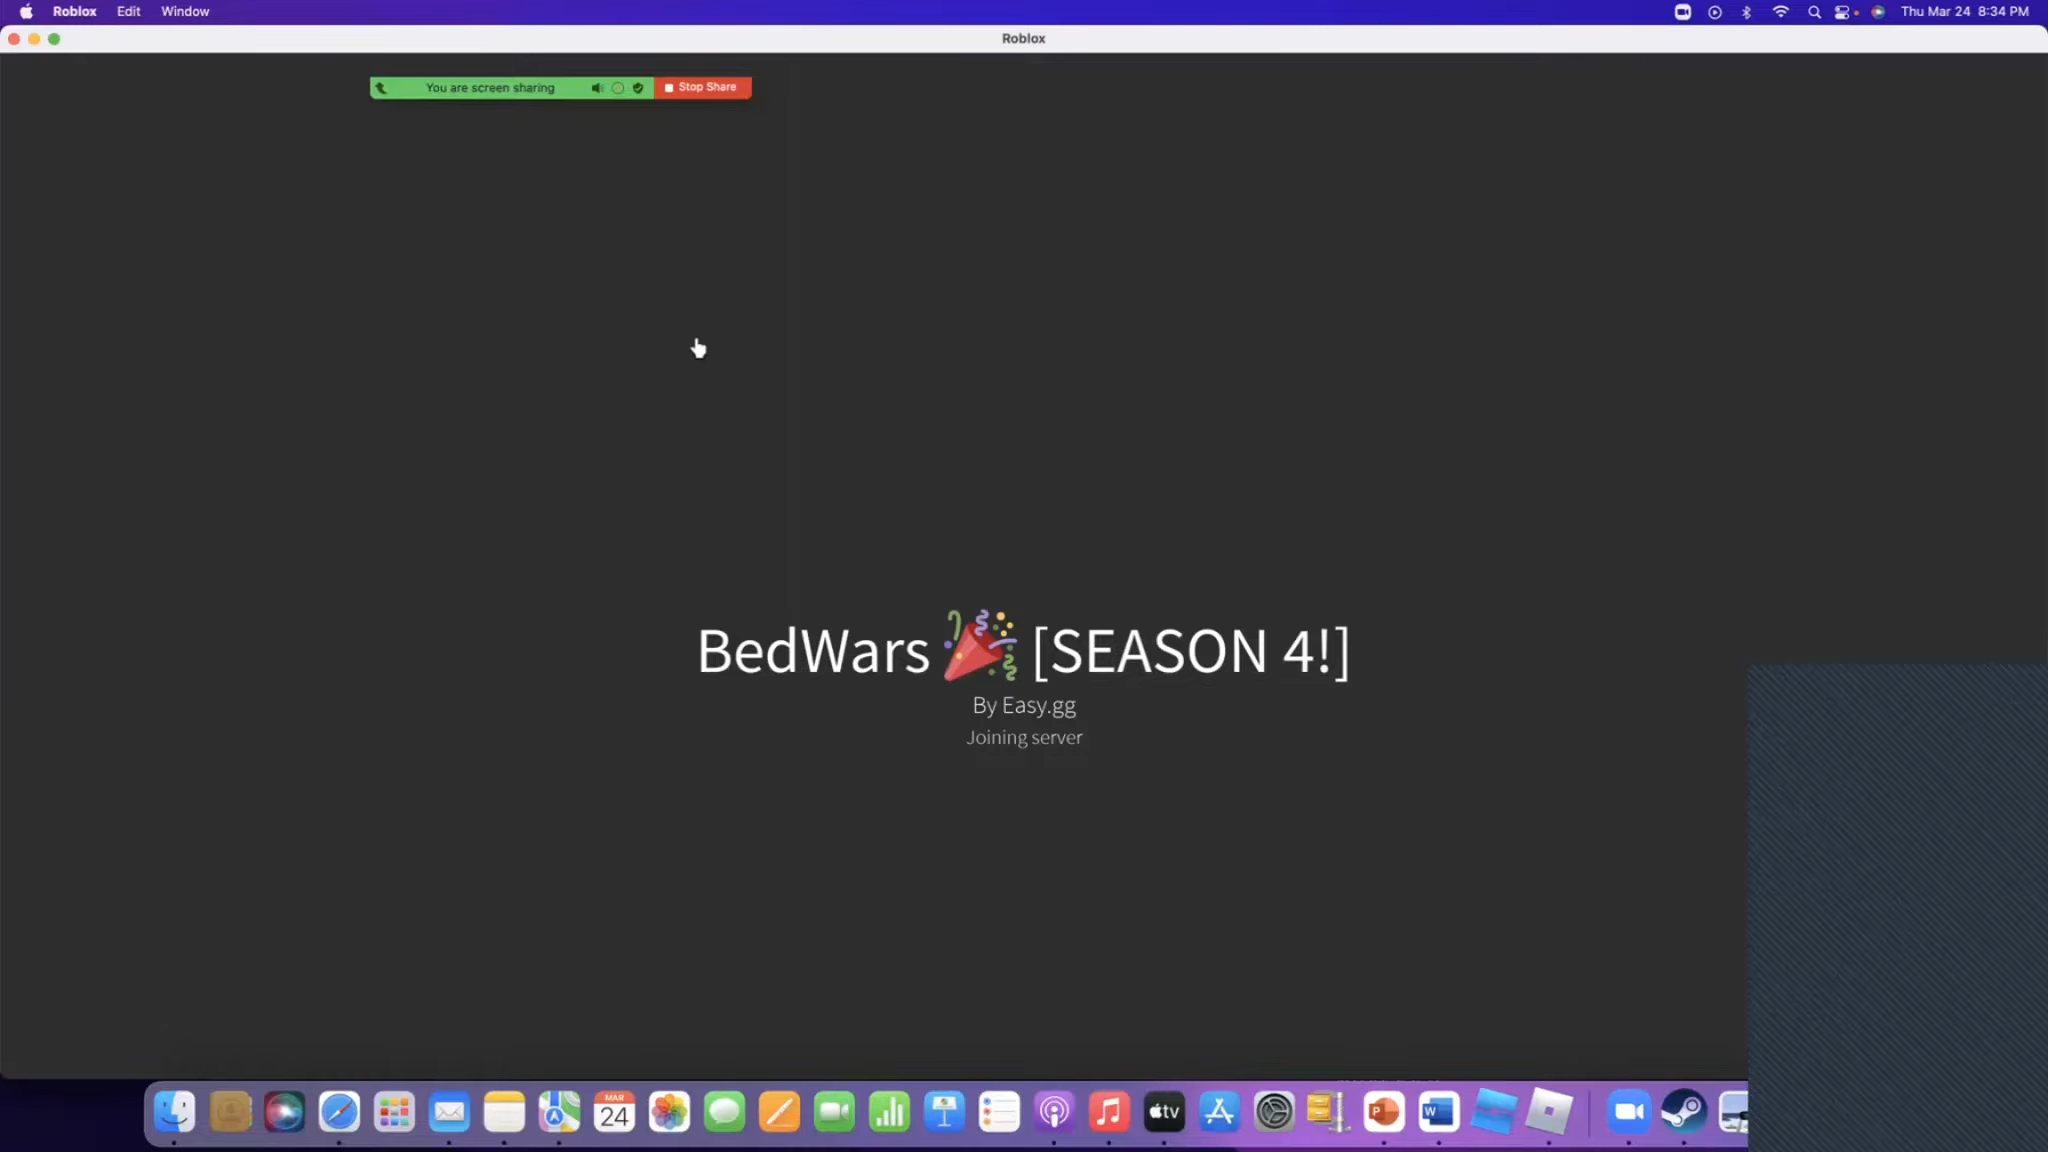 Roblox Edit Window Thu Mar 24 8:34 PM
Roblox
You are screen sharing Stop Share
BedWars 🎉 [SEASON 4!]
By Easy.gg
Joining server
MAR
24
tv
P
W